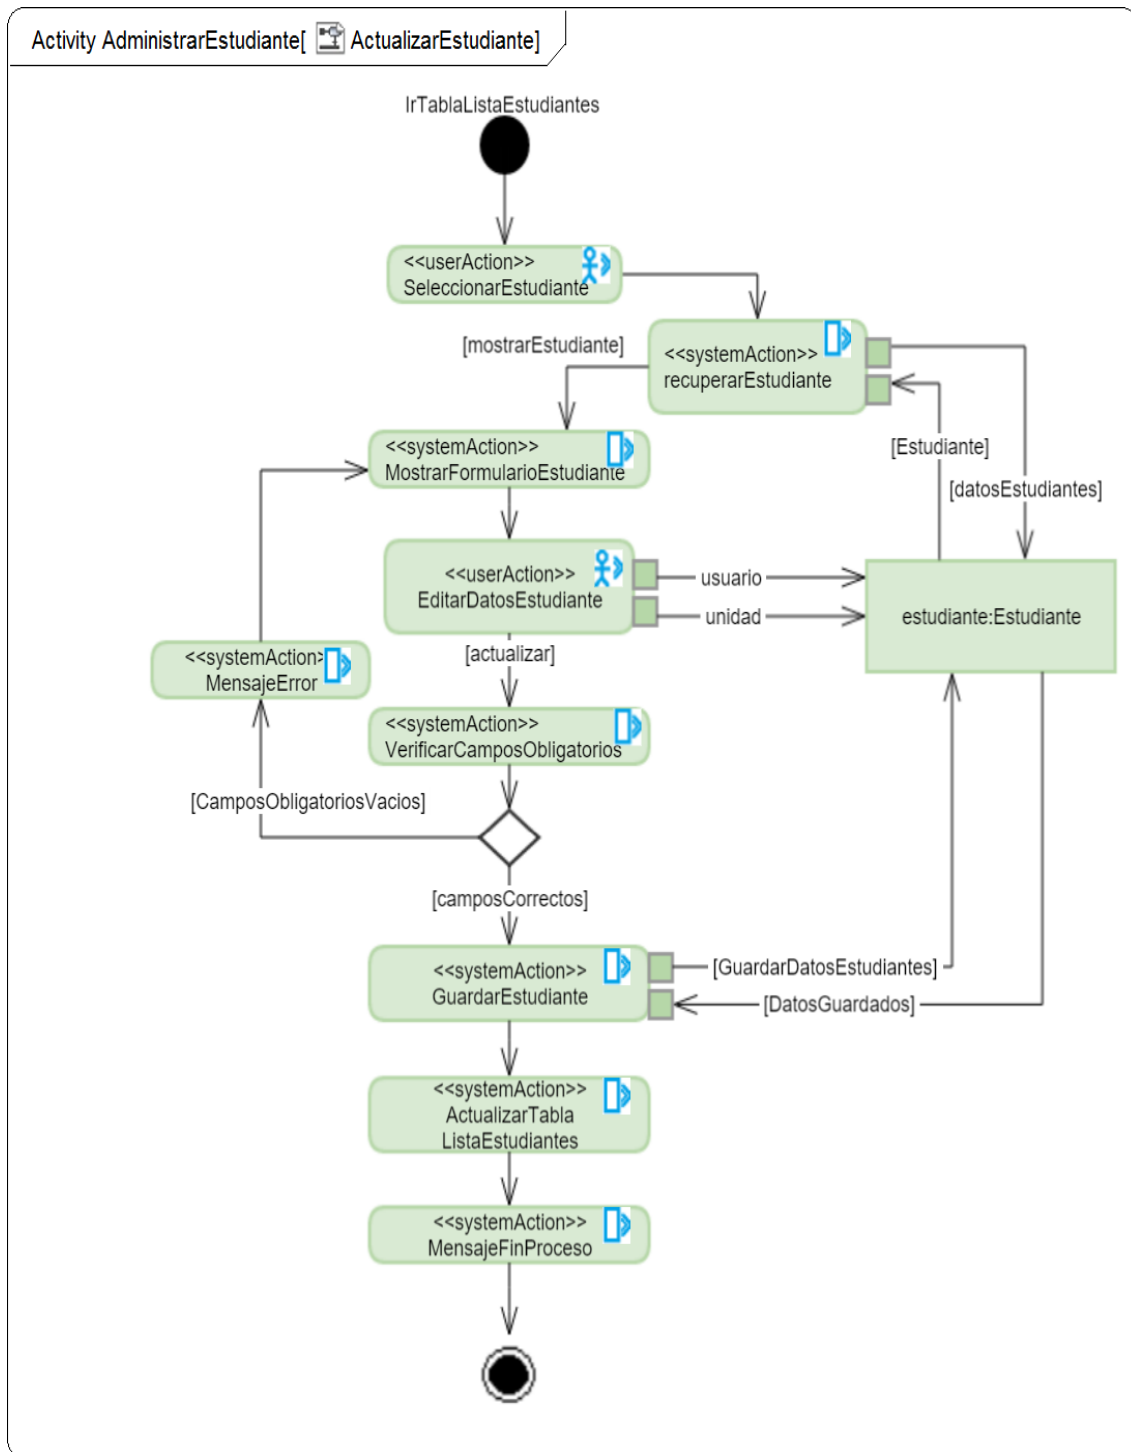 Activity AdministrarEstudiante[ ActualizarEstudiante]
IrTablaListaEstudiantes
<<userAction>>
SeleccionarEstudiante
[mostrarEstudiante]
<<systemAction>>
recuperarEstudiante
[Estudiante]
[datosEstudiantes]
<<systemAction>>
MostrarFormularioEstudiante
<<userAction>>
EditarDatosEstudiante
usuario
unidad
estudiante:Estudiante
[actualizar]
<<systemAction>
MensajeError
<<systemAction>>
VerificarCamposObligatorios
[CamposObligatoriosVacios]
[camposCorrectos]
<<systemAction>>
GuardarEstudiante
[GuardarDatosEstudiantes]
[DatosGuardados]
<<systemAction>>
ActualizarTabla
ListaEstudiantes
<<systemAction>>
MensajeFinProceso